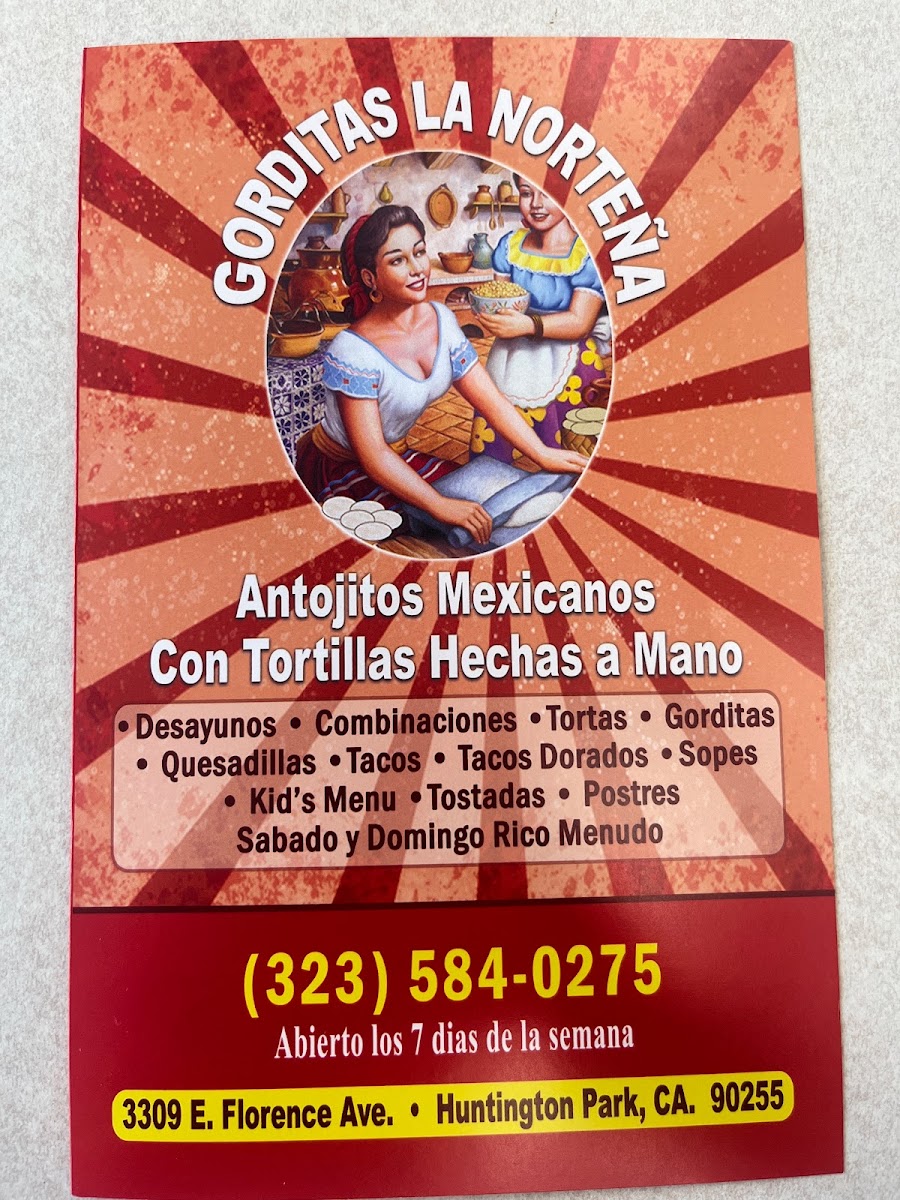 GORDITAS LA NORTEÑA
Antojitos Mexicanos
Con Tortillas Hechas a Mano
• Desayunos • Combinaciones • Tortas • Gorditas
• Quesadillas • Tacos • Tacos Dorados • Sopes
• Kid's Menu • Tostadas • Postres
Sabado y Domingo Rico Menudo
(323) 584-0275
Abierto los 7 dias de la semana
3309 E. Florence Ave. • Huntington Park, CA. 90255